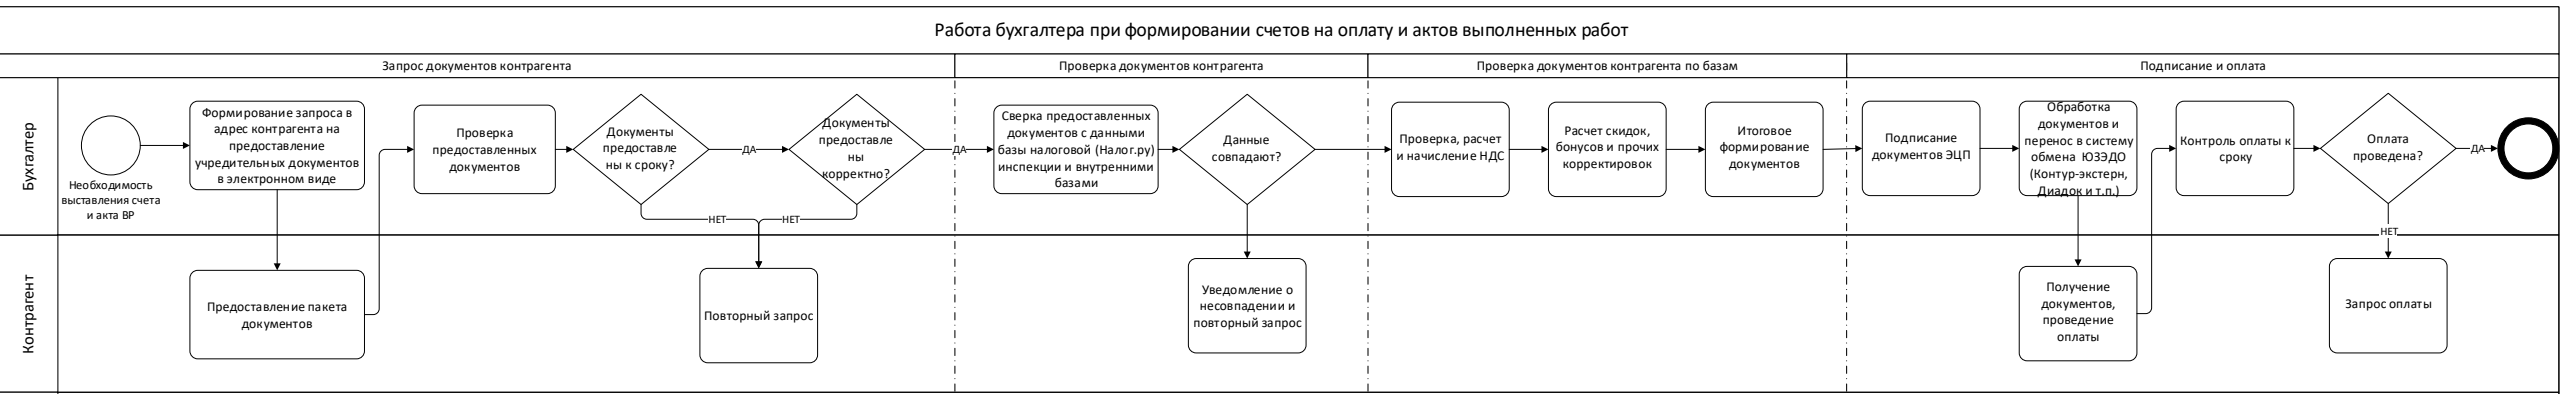 Работа бухгалтера при формировании счетов на оплату и актов выполненных работ
Запрос документов контрагента
Проверка документов контрагента
Проверка документов контрагента по базам
Подписание и оплата
Бухгалтер
Необходимость
выставления счета
и акта ВР
Формирование запроса в
адрес контрагента на
предоставление
учредительных документов
в электронном виде
Проверка
предоставленных
документов
Документы
предоставле
ны к сроку?
ДА
Документы
предоставле
ны
корректно?
ДА
НЕТ
НЕТ
Сверка предоставленных
документов с данными
базы налоговой (Налог.ру)
инспекции и внутренними
базами
Данные
совпадают?
Проверка, расчет
и начисление НДС
Расчет скидок,
бонусов и прочих
корректировок
Итоговое
формирование
документов
Подписание
документов ЭЦП
Обработка
документов и
перенос в систему
обмена ЮЗЭДО
(Контур-экстерн,
Диадок и т.п.)
Контроль оплаты к
сроку
Оплата
проведена?
ДА
НЕТ
Контрагент
Предоставление пакета
документов
Повторный запрос
Уведомление о
несовпадении и
повторный запрос
Получение
документов,
проведение
оплаты
Запрос оплаты